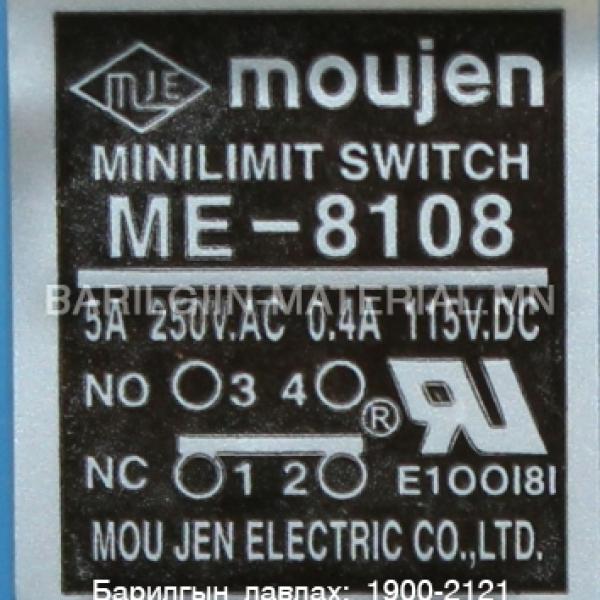 MJE moujen
MINILIMIT SWITCH
ME-8108
BARILGIIN-MATERIAL.MN
5A 250V.AC 0.4A 115V.DC
NO 3 4
®
NC 1 2 E100181
MOU JEN ELECTRIC CO.,LTD.
Барилгын лавлах: 1900-2121